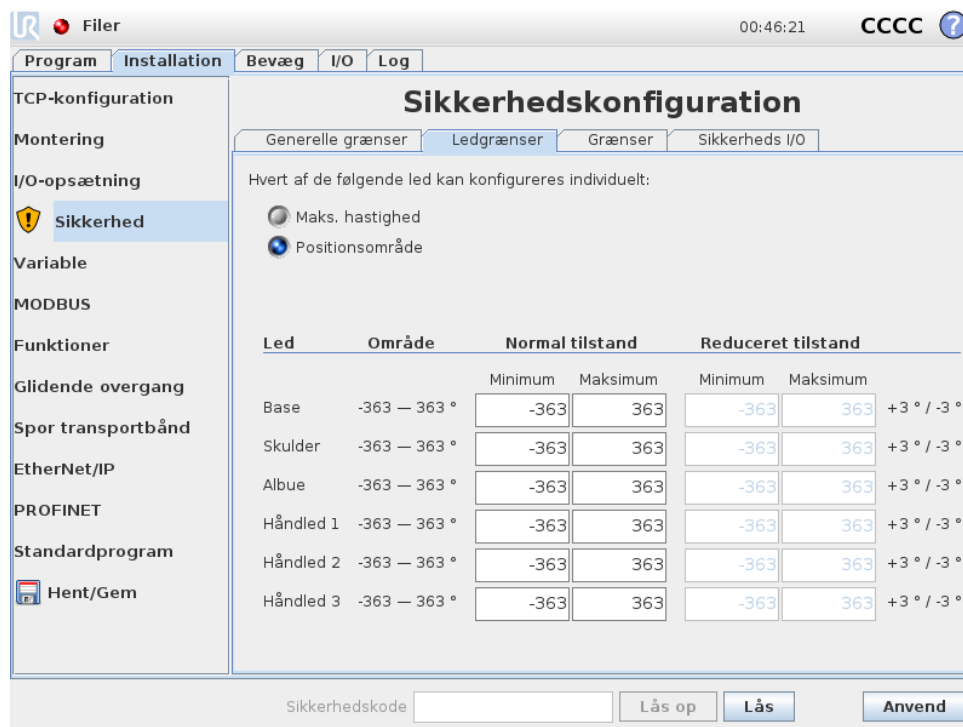 UR Filer 00:46:21 CCCC ?
Program Installation Bevæg I/O Log
TCP-konfiguration
Montering
I/O-opsætning
Sikkerhed
Variable
MODBUS
Funktioner
Glidende overgang
Spor transportbånd
EtherNet/IP
PROFINET
Standardprogram
Hent/Gem
Sikkerhedskonfiguration
Generelle grænser Ledgrænser Grænser Sikkerheds I/O
Hvert af de følgende led kan konfigureres individuelt:
Maks. hastighed
Positionsområde
Led Område Normal tilstand Reduceret tilstand
Minimum Maksimum Minimum Maksimum
Base -363 — 363 ° -363 363 -363 363 +3 ° / -3 °
Skulder -363 — 363 ° -363 363 -363 363 +3 ° / -3 °
Albue -363 — 363 ° -363 363 -363 363 +3 ° / -3 °
Håndled 1 -363 — 363 ° -363 363 -363 363 +3 ° / -3 °
Håndled 2 -363 — 363 ° -363 363 -363 363 +3 ° / -3 °
Håndled 3 -363 — 363 ° -363 363 -363 363 +3 ° / -3 °
Sikkerhedskode Lås op Lås Anvend